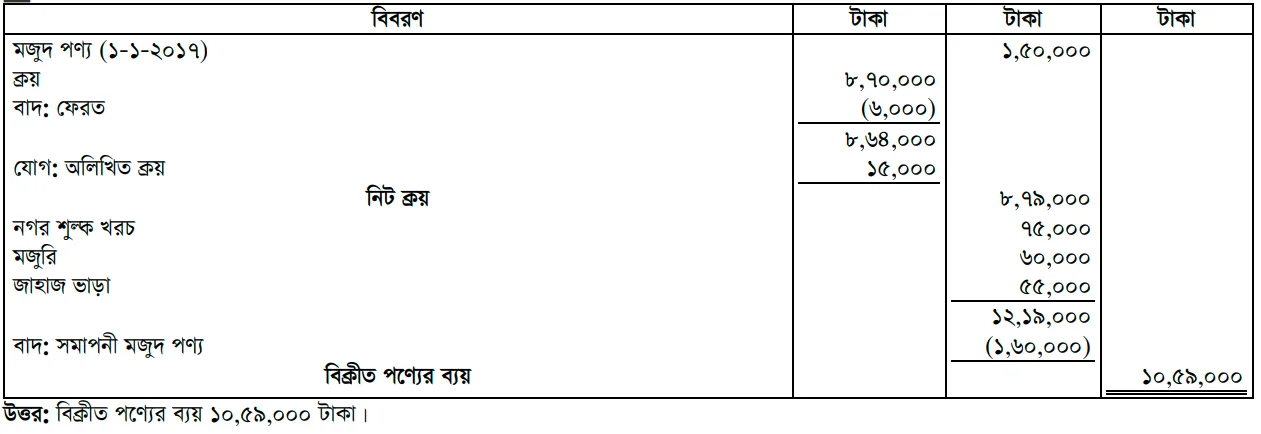 বিবরণ টাকা টাকা টাকা
মজুদ পণ্য (১-১-২০১৭) ১,৫০,০০০
ক্রয় ৮,৭০,০০০
বাদ: ফেরত (৬,০০০)
৮,৬৪,০০০
যোগ: অলিখিত ক্রয় ১৫,০০০
নিট ক্রয় ৮,৭৯,০০০
নগর শুল্ক খরচ ৭৫,০০০
মজুরি ৬০,০০০
জাহাজ ভাড়া ৫৫,০০০
১২,১৯,০০০
বাদ: সমাপনী মজুদ পণ্য (১,৬০,০০০)
বিক্রীত পণ্যের ব্যয় ১০,৫৯,০০০
উত্তর: বিক্রীত পণ্যের ব্যয় ১০,৫৯,০০০ টাকা।